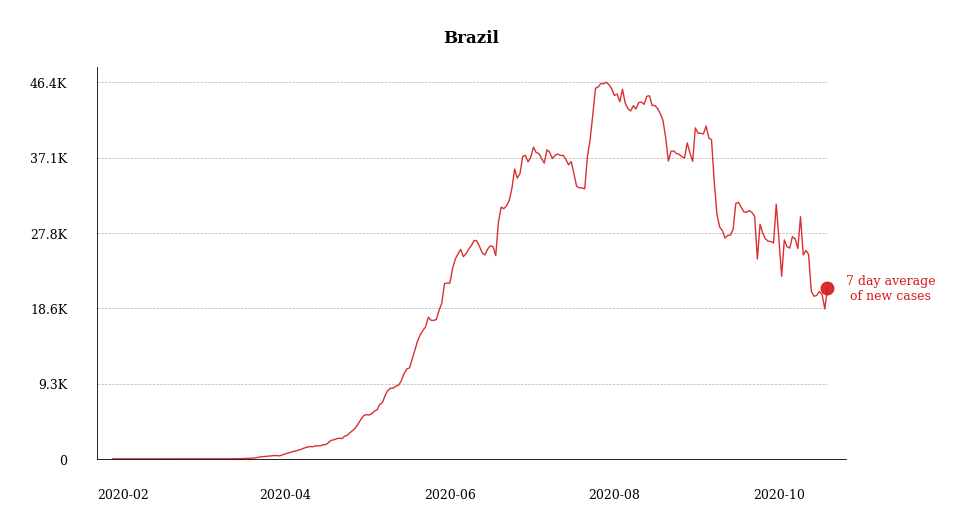 Brazil
46.4K
37.1K
27.8K
18.6K
9.3K
0
7 day average
of new cases
2020-02
2020-04
2020-06
2020-08
2020-10